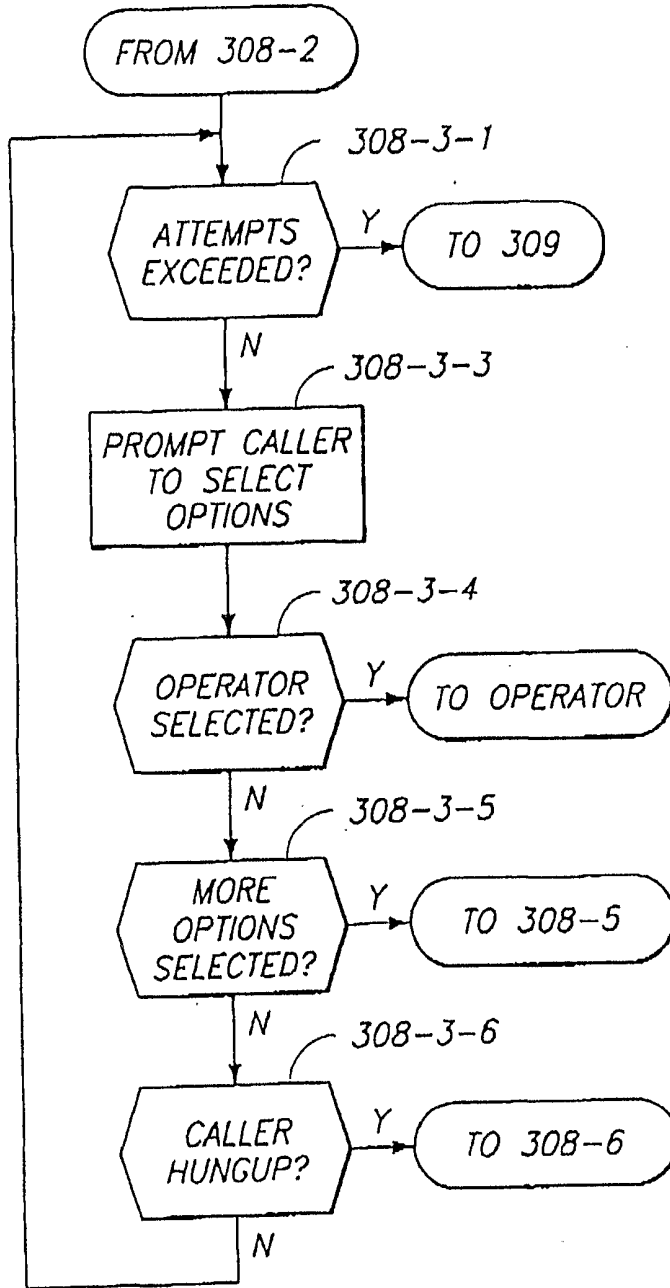 FROM 308-2
308-3-1
ATTEMPTS
EXCEEDED?
Y
TO 309
N
308-3-3
PROMPT CALLER
TO SELECT
OPTIONS
308-3-4
OPERATOR
SELECTED?
Y
TO OPERATOR
N
308-3-5
MORE
OPTIONS
SELECTED?
Y
TO 308-5
N
308-3-6
CALLER
HUNGUP?
Y
TO 308-6
N